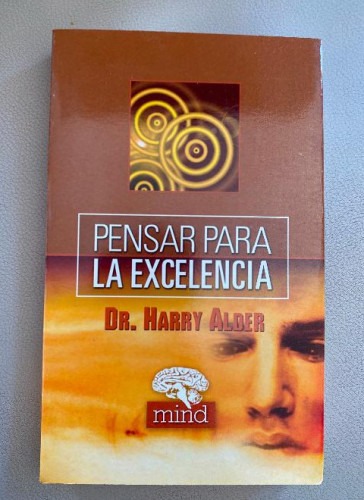 PENSAR PARA
LA EXCELENCIA
DR. HARRY ALDER
mind